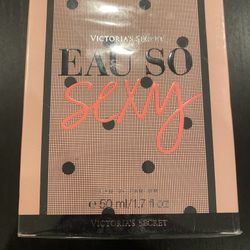 VICTORIA'S SECRET
EAU SO
sexy
℮ 50 ml/1.7 fl oz
VICTORIA'S SECRET